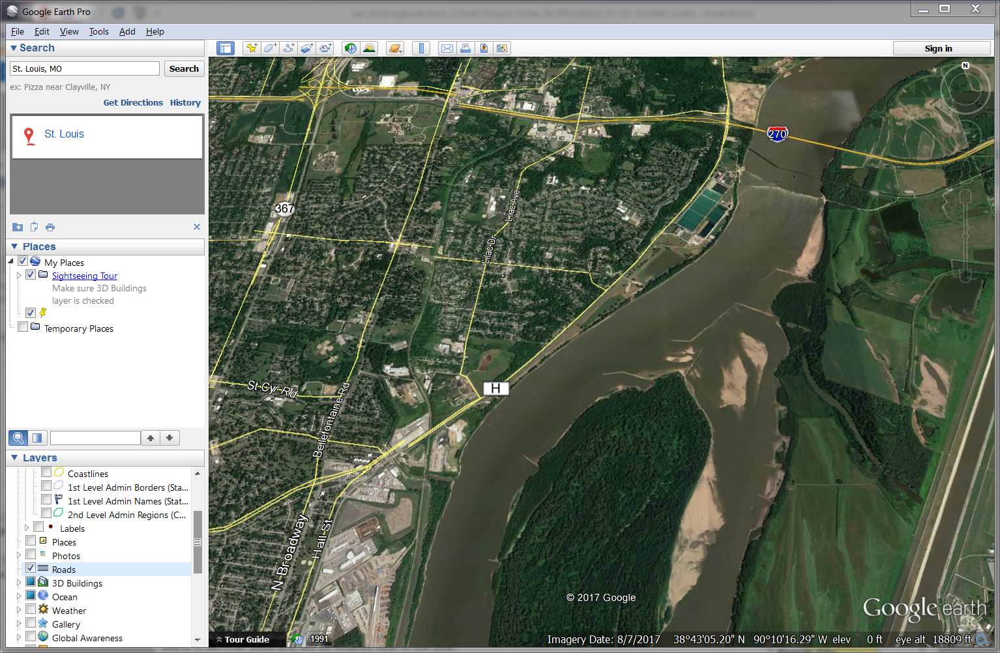 Google Earth Pro
File Edit View Tools Add Help
Search
St. Louis, MO
Search
ex: Pizza near Clayville, NY
Get Directions History
St. Louis
Places
My Places
Sightseeing Tour
Make sure 3D Buildings
layer is checked
Temporary Places
Layers
Coastlines
1st Level Admin Borders (Sta...
1st Level Admin Names (Stat...
2nd Level Admin Regions (C...
Labels
Places
Photos
Roads
3D Buildings
Ocean
Weather
Gallery
Global Awareness
Sign in
N
270
367
Lilac Ave
Lilac Dr
H
St Cyr Rd
Bellefontaine Rd
N Broadway
Hall St
© 2017 Google
Google earth
Tour Guide
1991
Imagery Date: 8/7/2017 38°43'05.20" N 90°10'16.29" W elev 0 ft eye alt 18809 ft